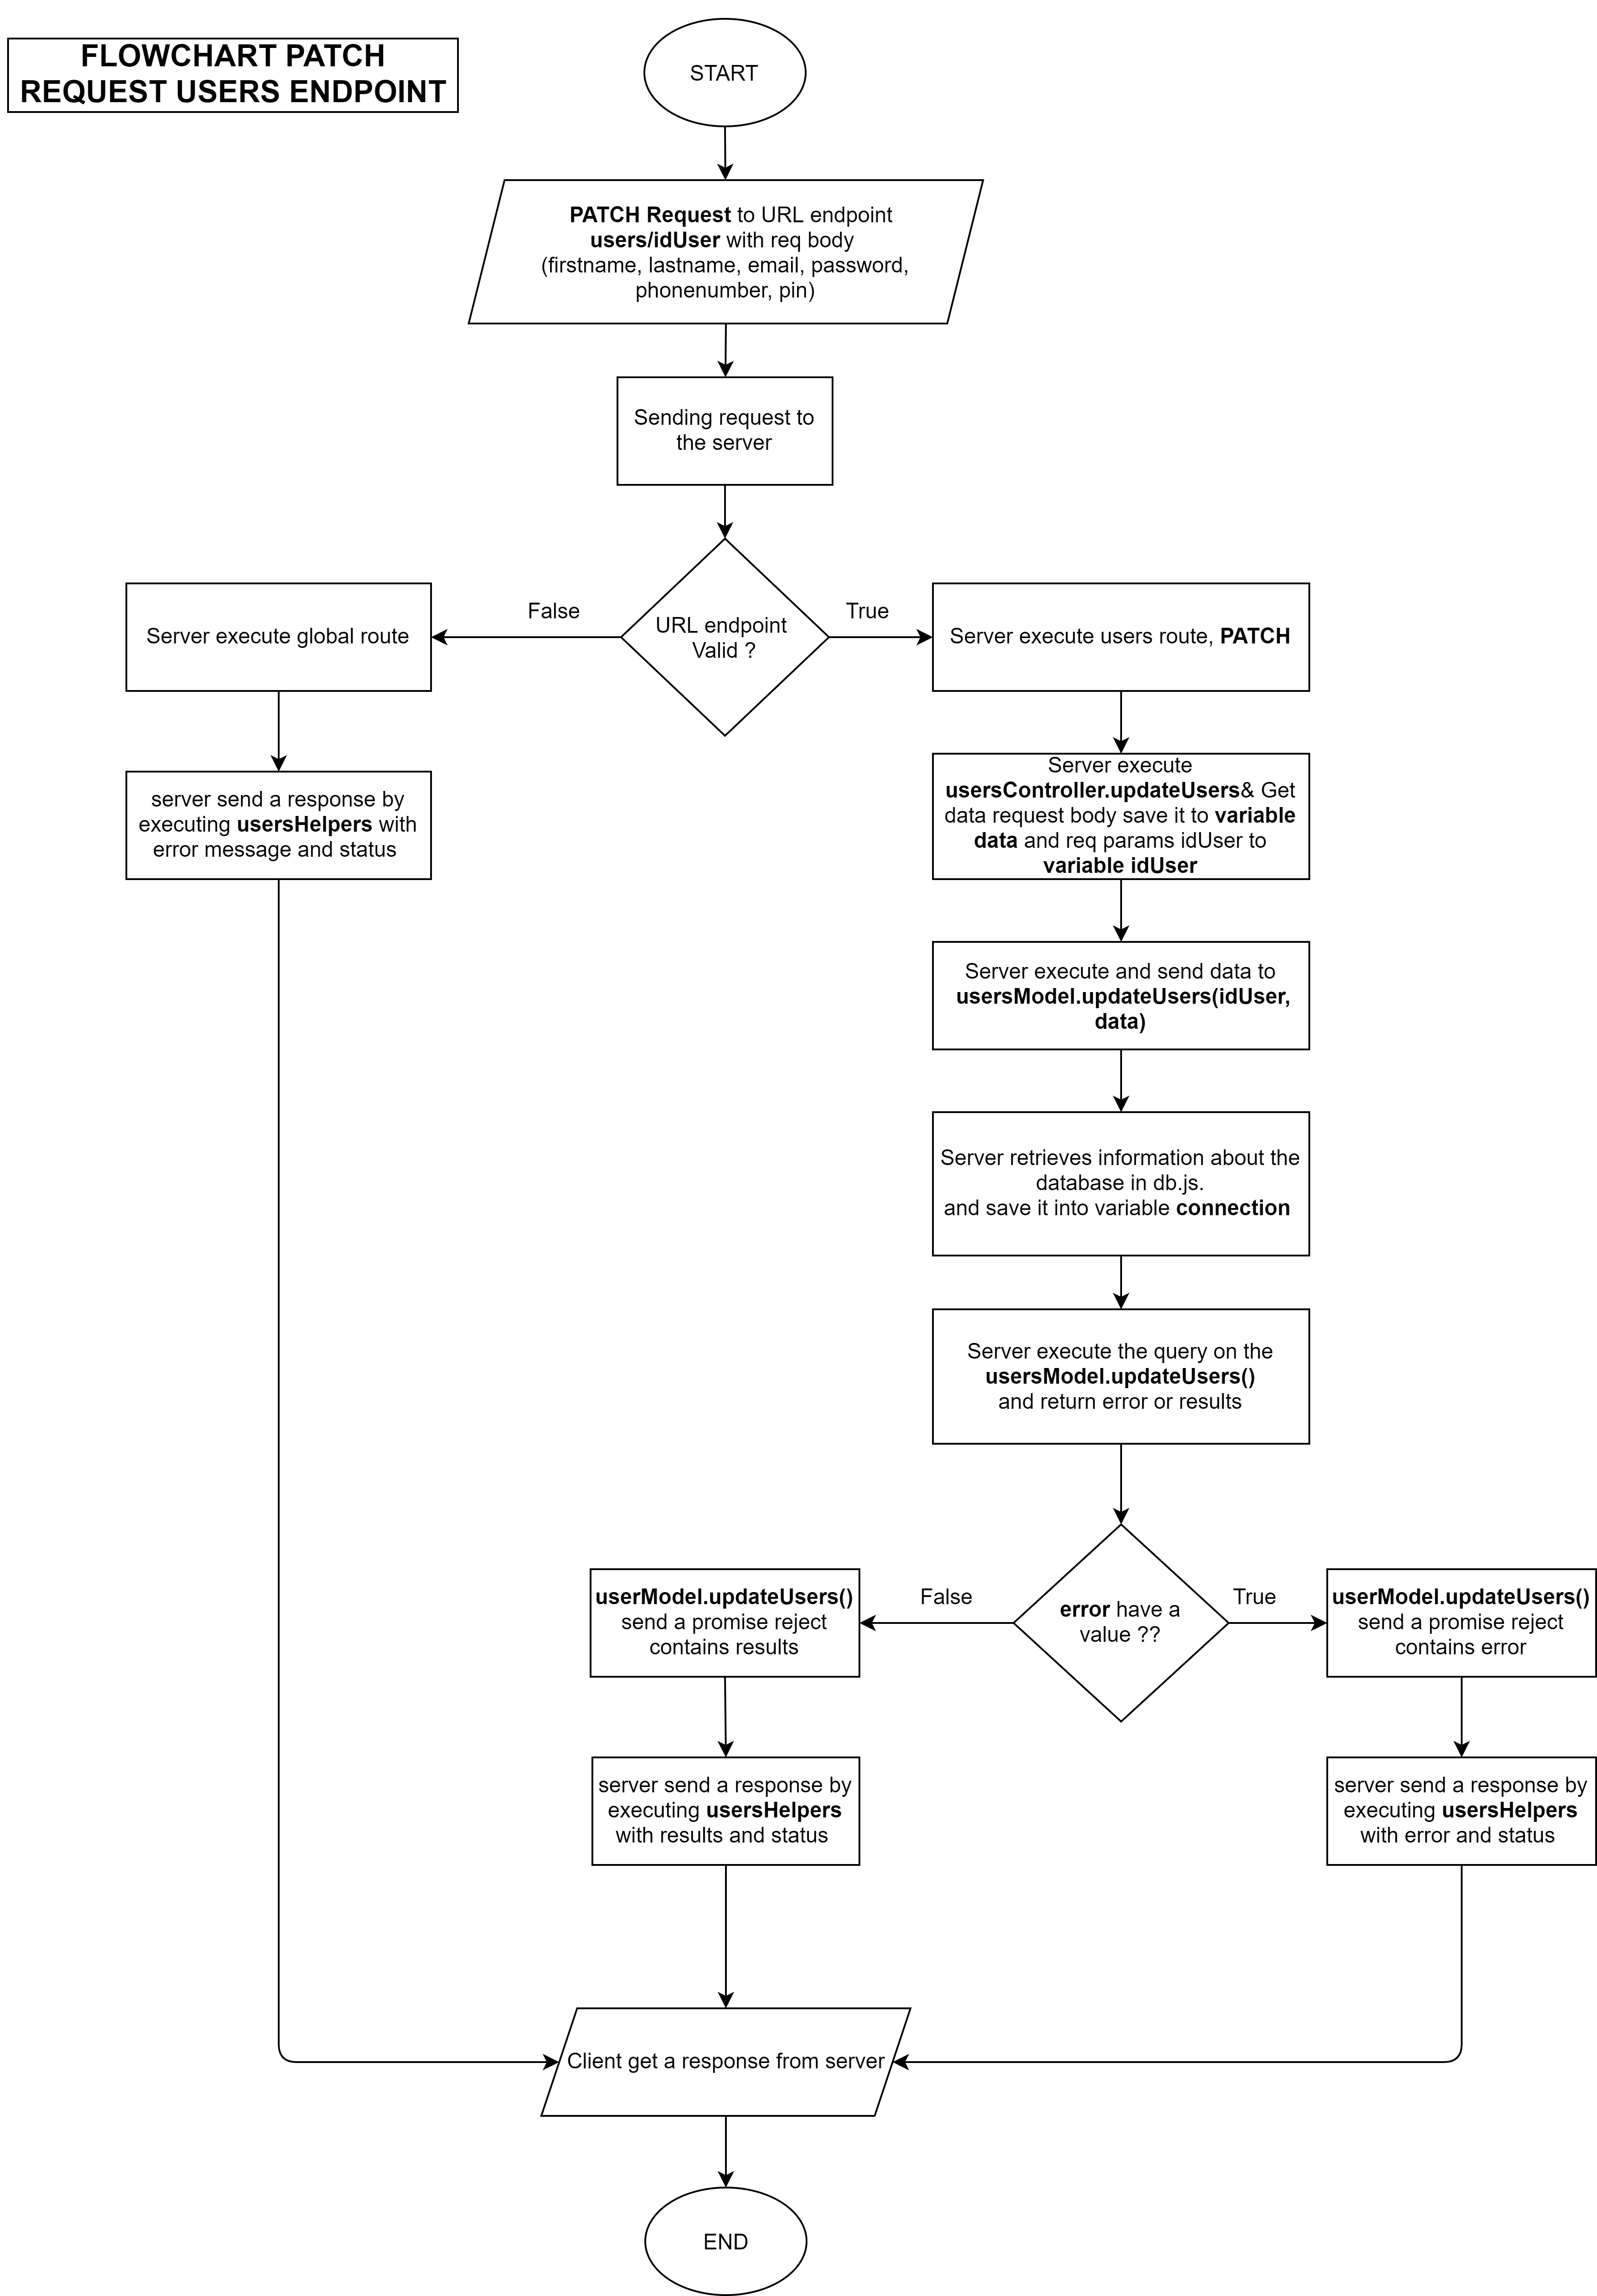 FLOWCHART PATCH
REQUEST USERS ENDPOINT
START
PATCH Request to URL endpoint
users/idUser with req body
(firstname, lastname, email, password,
phonenumber, pin)
Sending request to
the server
URL endpoint
Valid ?
False
True
Server execute global route
server send a response by
executing usersHelpers with
error message and status
Server execute users route, PATCH
Server execute
usersController.updateUsers& Get
data request body save it to variable
data and req params idUser to
variable idUser
Server execute and send data to
usersModel.updateUsers(idUser,
data)
Server retrieves information about the
database in db.js.
and save it into variable connection
Server execute the query on the
usersModel.updateUsers()
and return error or results
error have a
value ??
False
True
userModel.updateUsers()
send a promise reject
contains results
server send a response by
executing usersHelpers
with results and status
userModel.updateUsers()
send a promise reject
contains error
server send a response by
executing usersHelpers
with error and status
Client get a response from server
END